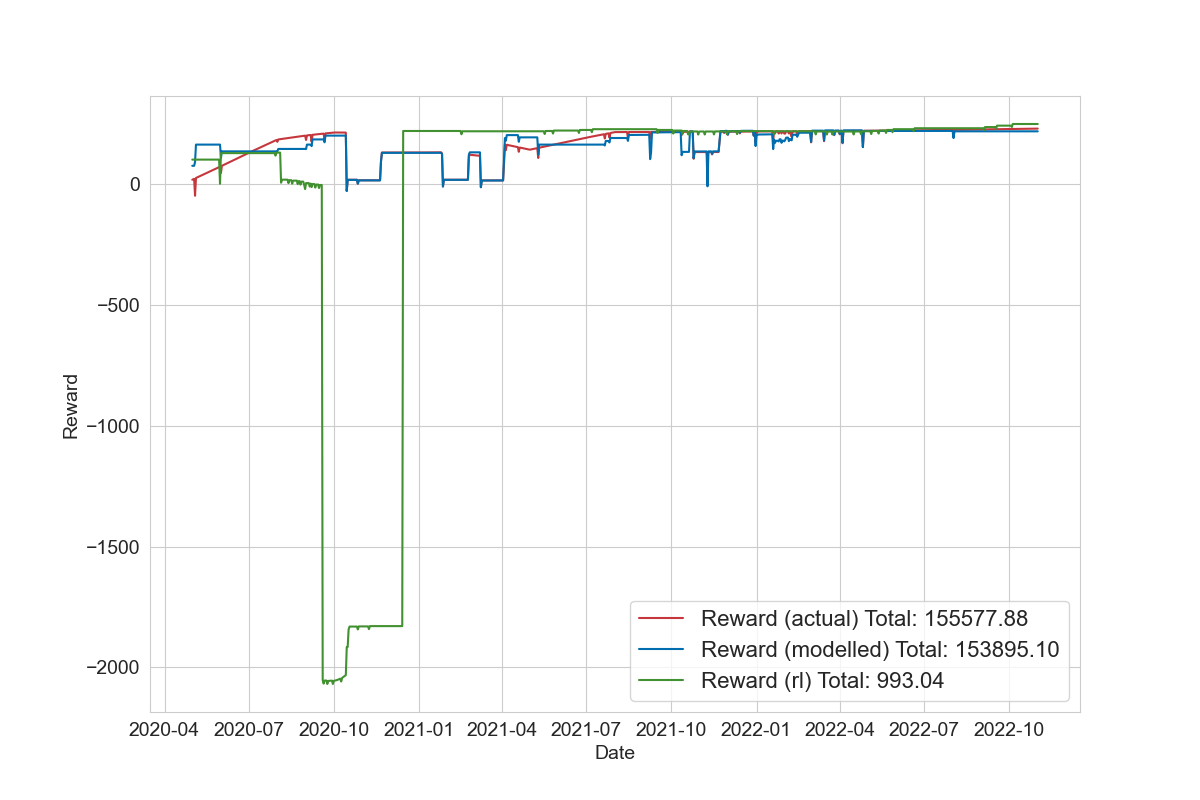 0
−500
−1000
−1500
−2000
Reward
Reward (actual) Total: 155577.88
Reward (modelled) Total: 153895.10
Reward (rl) Total: 993.04
2020-04 2020-07 2020-10 2021-01 2021-04 2021-07 2021-10 2022-01 2022-04 2022-07 2022-10
Date